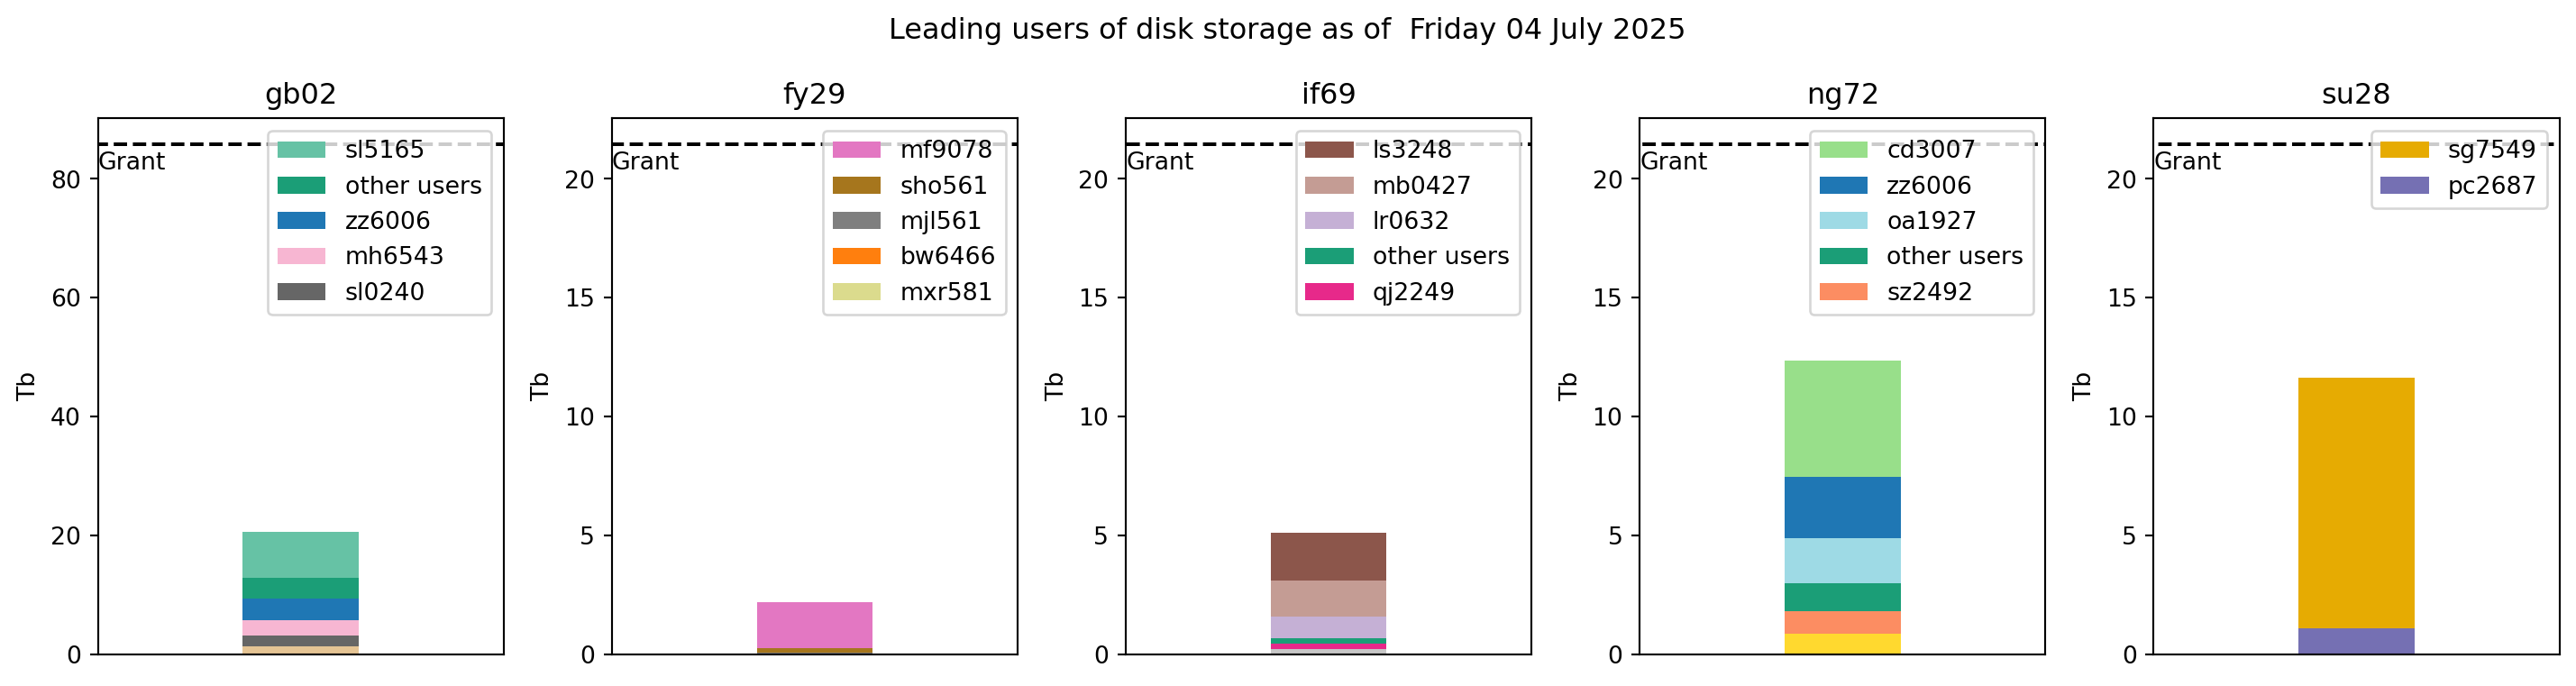 Leading users of disk storage as of  Friday 04 July 2025
gb02
Grant
sl5165
other users
zz6006
mh6543
sl0240
80
60
40
20
0
Tb
fy29
Grant
mf9078
sho561
mjl561
bw6466
mxr581
20
15
10
5
0
Tb
if69
Grant
ls3248
mb0427
lr0632
other users
qj2249
20
15
10
5
0
Tb
ng72
Grant
cd3007
zz6006
oa1927
other users
sz2492
20
15
10
5
0
Tb
su28
Grant
sg7549
pc2687
20
15
10
5
0
Tb